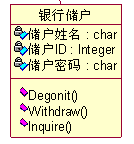 银行储户
储户姓名 : char
储户ID : Integer
储户密码 : char
Degonit()
Withdraw()
Inquire()